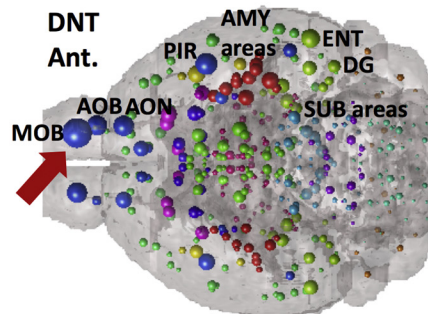 DNT
Ant.
AMY
areas
PIR
ENT
DG
AOB
AON
MOB
SUB areas